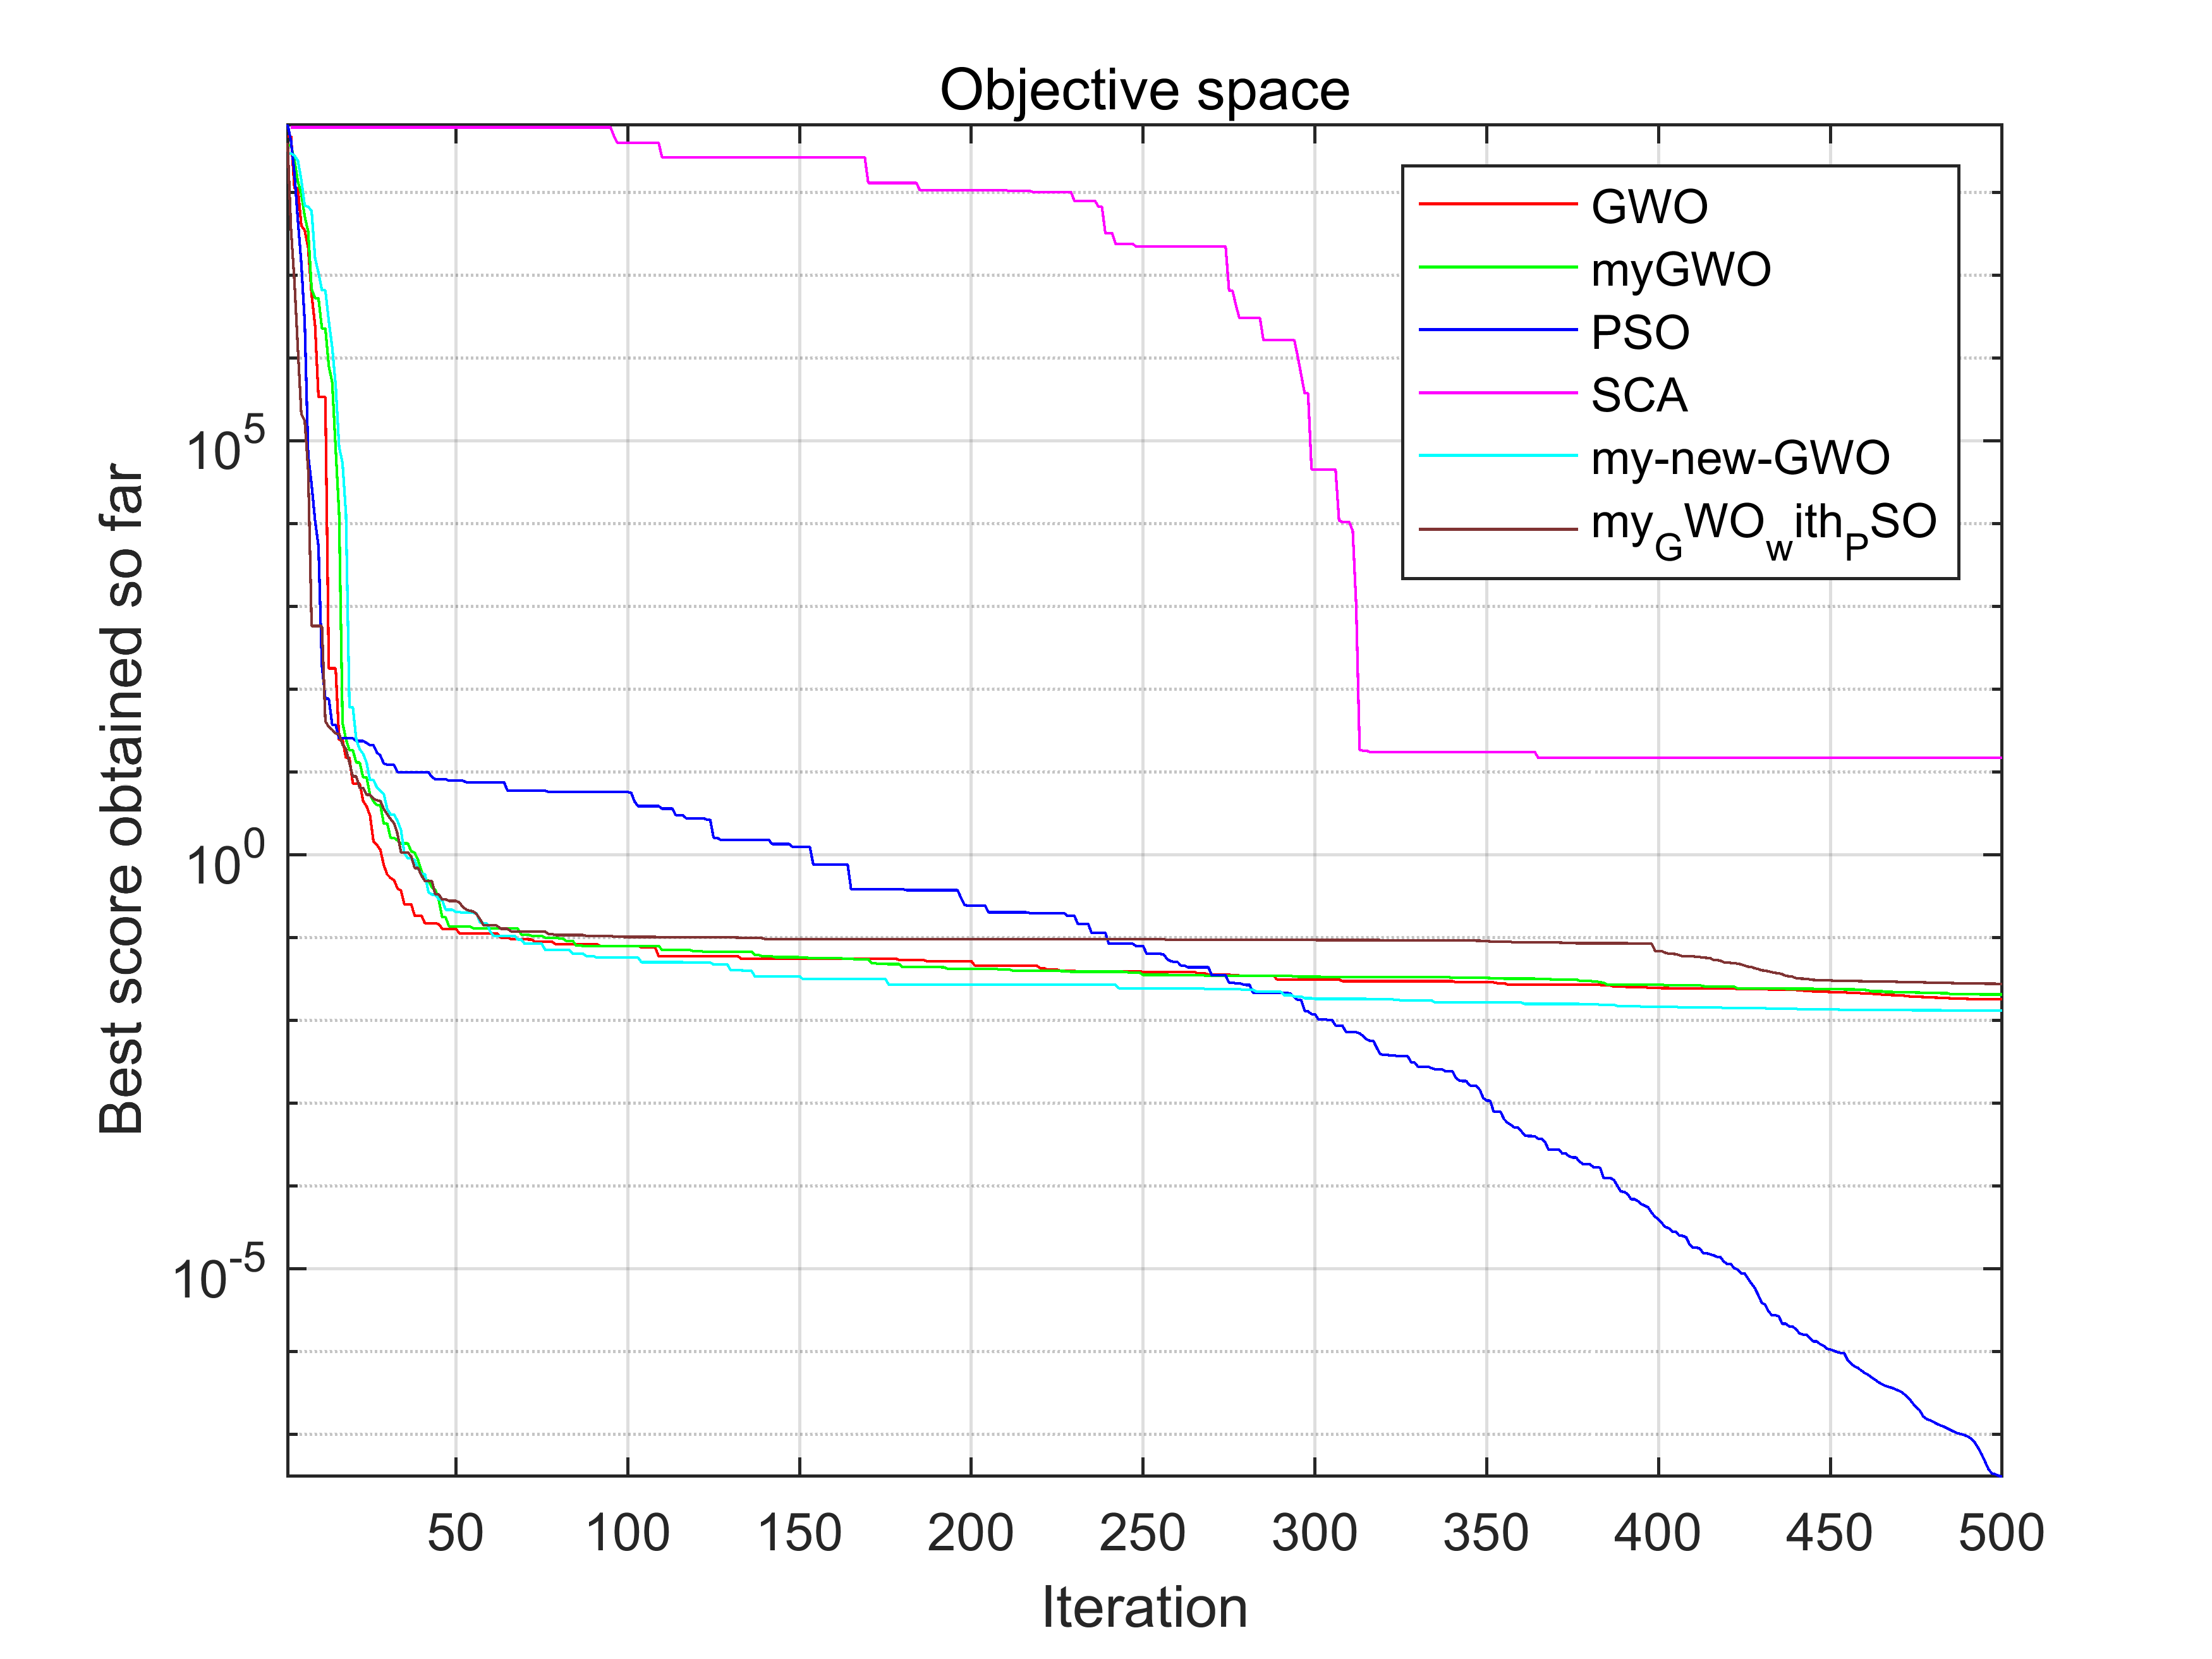 Objective space
Best score obtained so far
10^5
10^0
10^-5
GWO
myGWO
PSO
SCA
my-new-GWO
my_GWO_with_PSO
50 100 150 200 250 300 350 400 450 500
Iteration